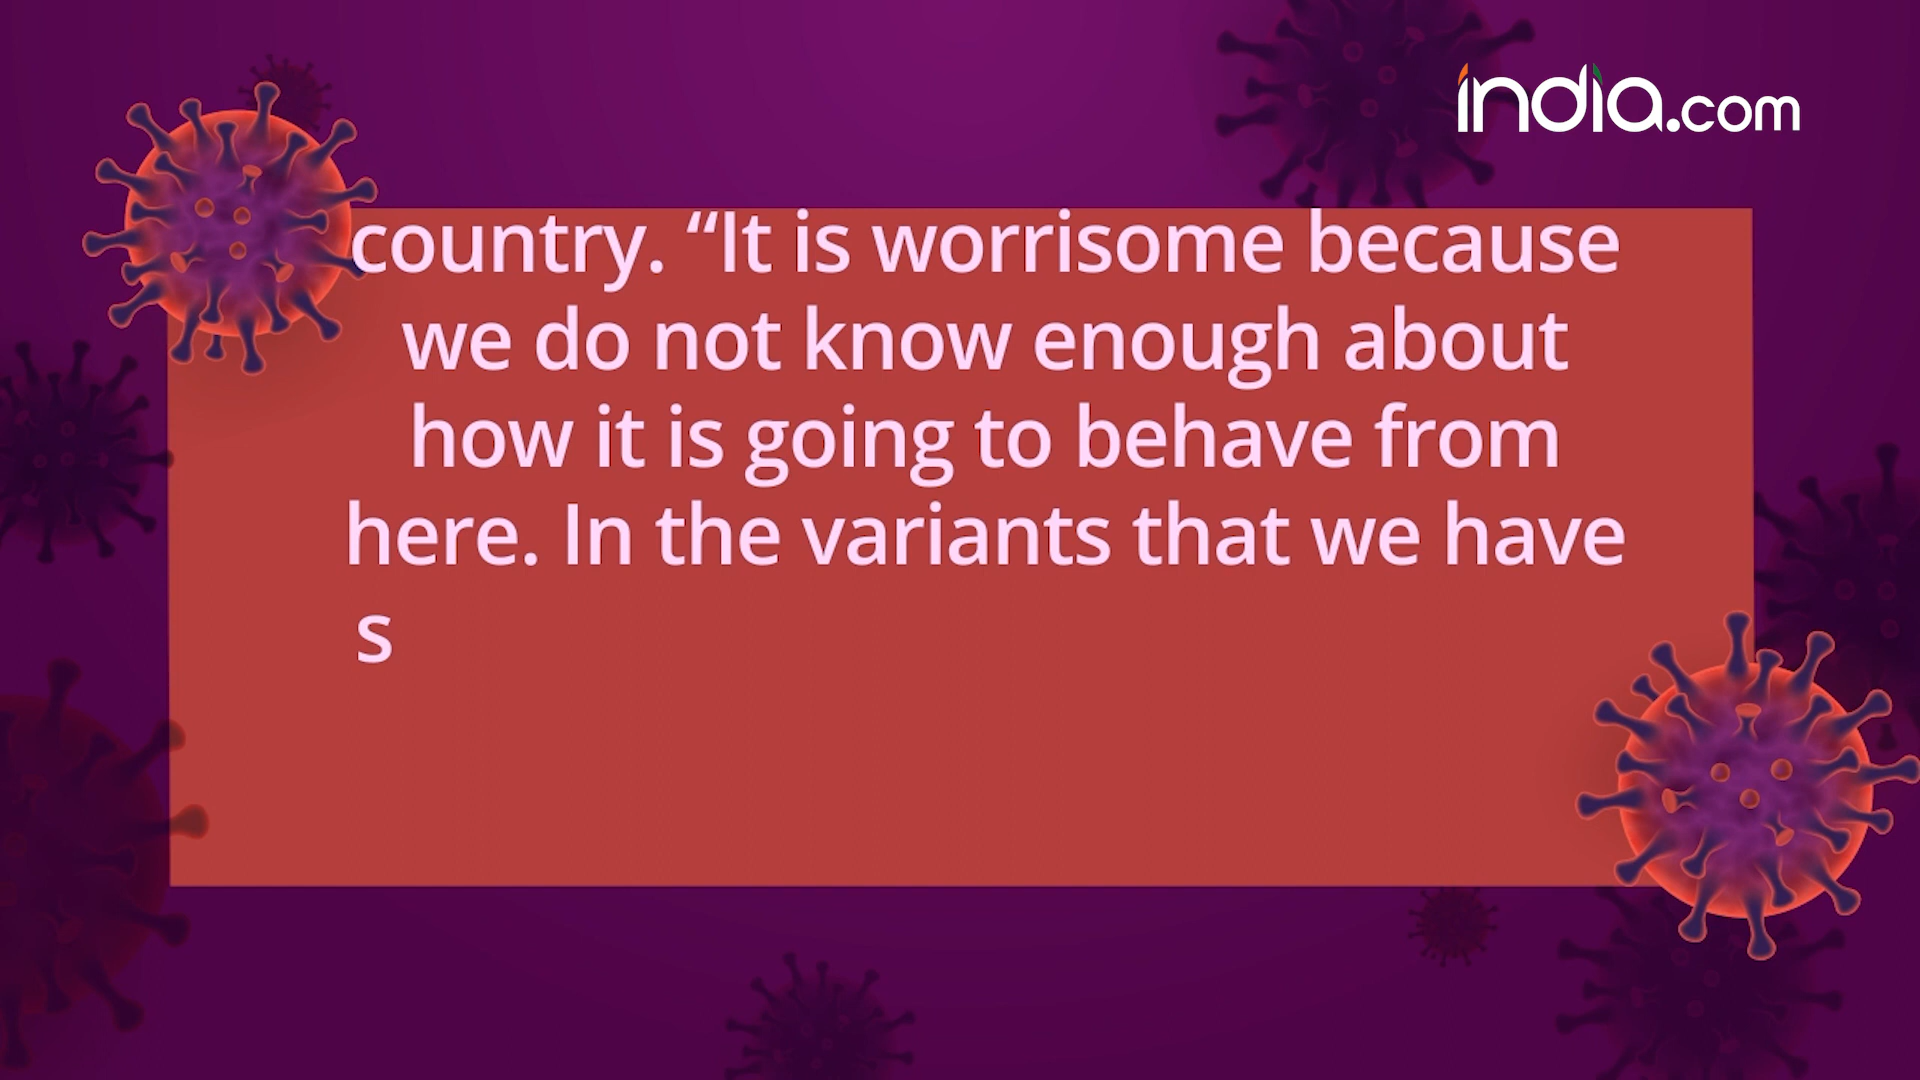 india.com
country. “It is worrisome because
we do not know enough about
how it is going to behave from
here. In the variants that we have
s